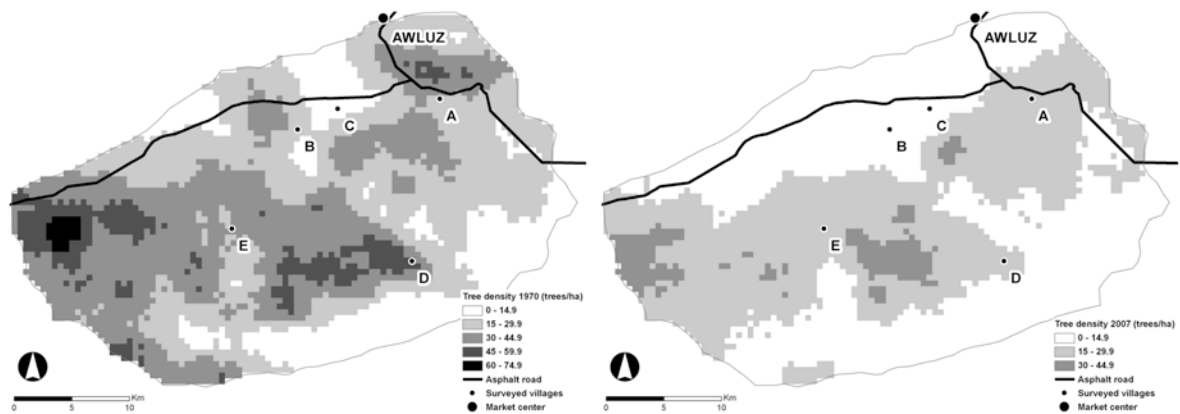 AWLUZ
A
C
B
E
D
Tree density 1970 (trees/ha)
0 - 14.9
15 - 29.9
30 - 44.9
45 - 59.9
60 - 74.9
Asphalt road
Surveyed villages
Market center
0 5 10 Km
AWLUZ
A
C
B
E
D
Tree density 2007 (trees/ha)
0 - 14.9
15 - 29.9
30 - 44.9
Asphalt road
Surveyed villages
Market center
0 5 10 Km